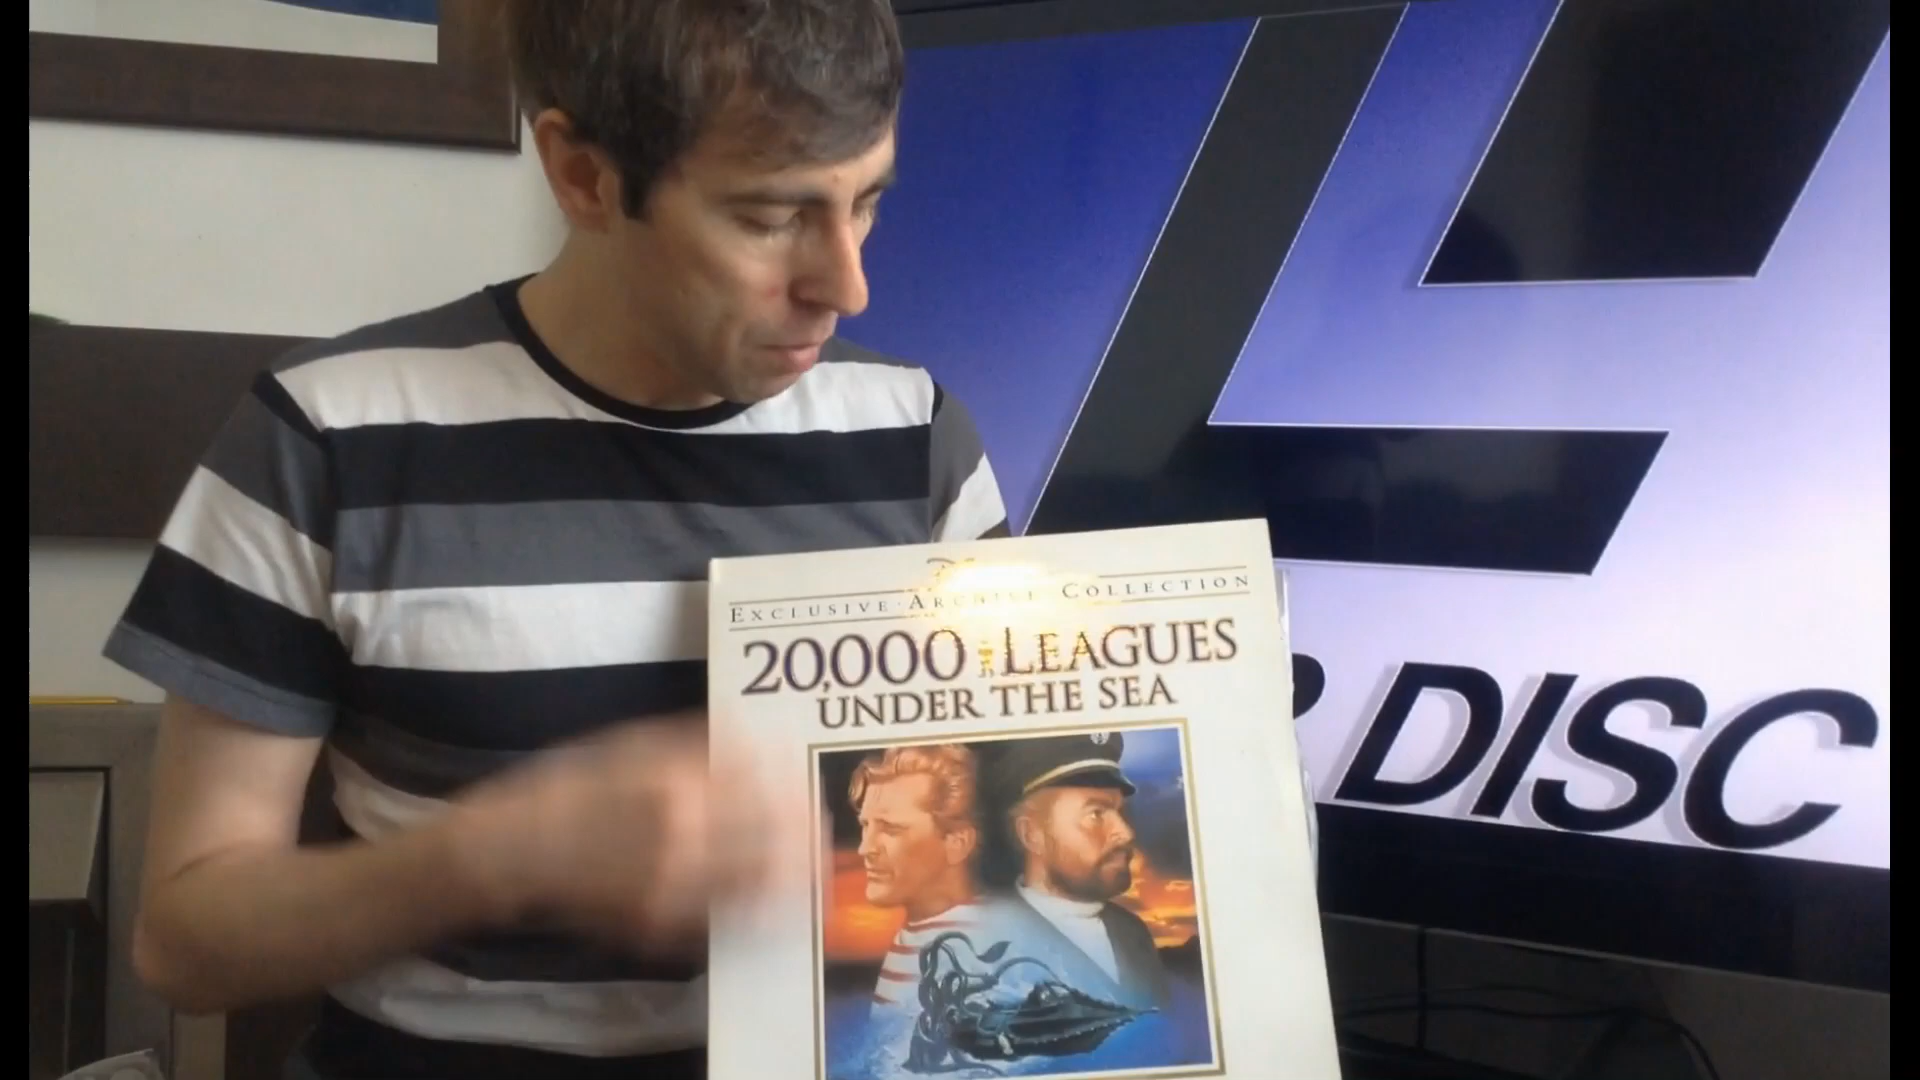 EXCLUSIVE · ARCHIVE COLLECTION
20,000 LEAGUES
UNDER THE SEA
DISC